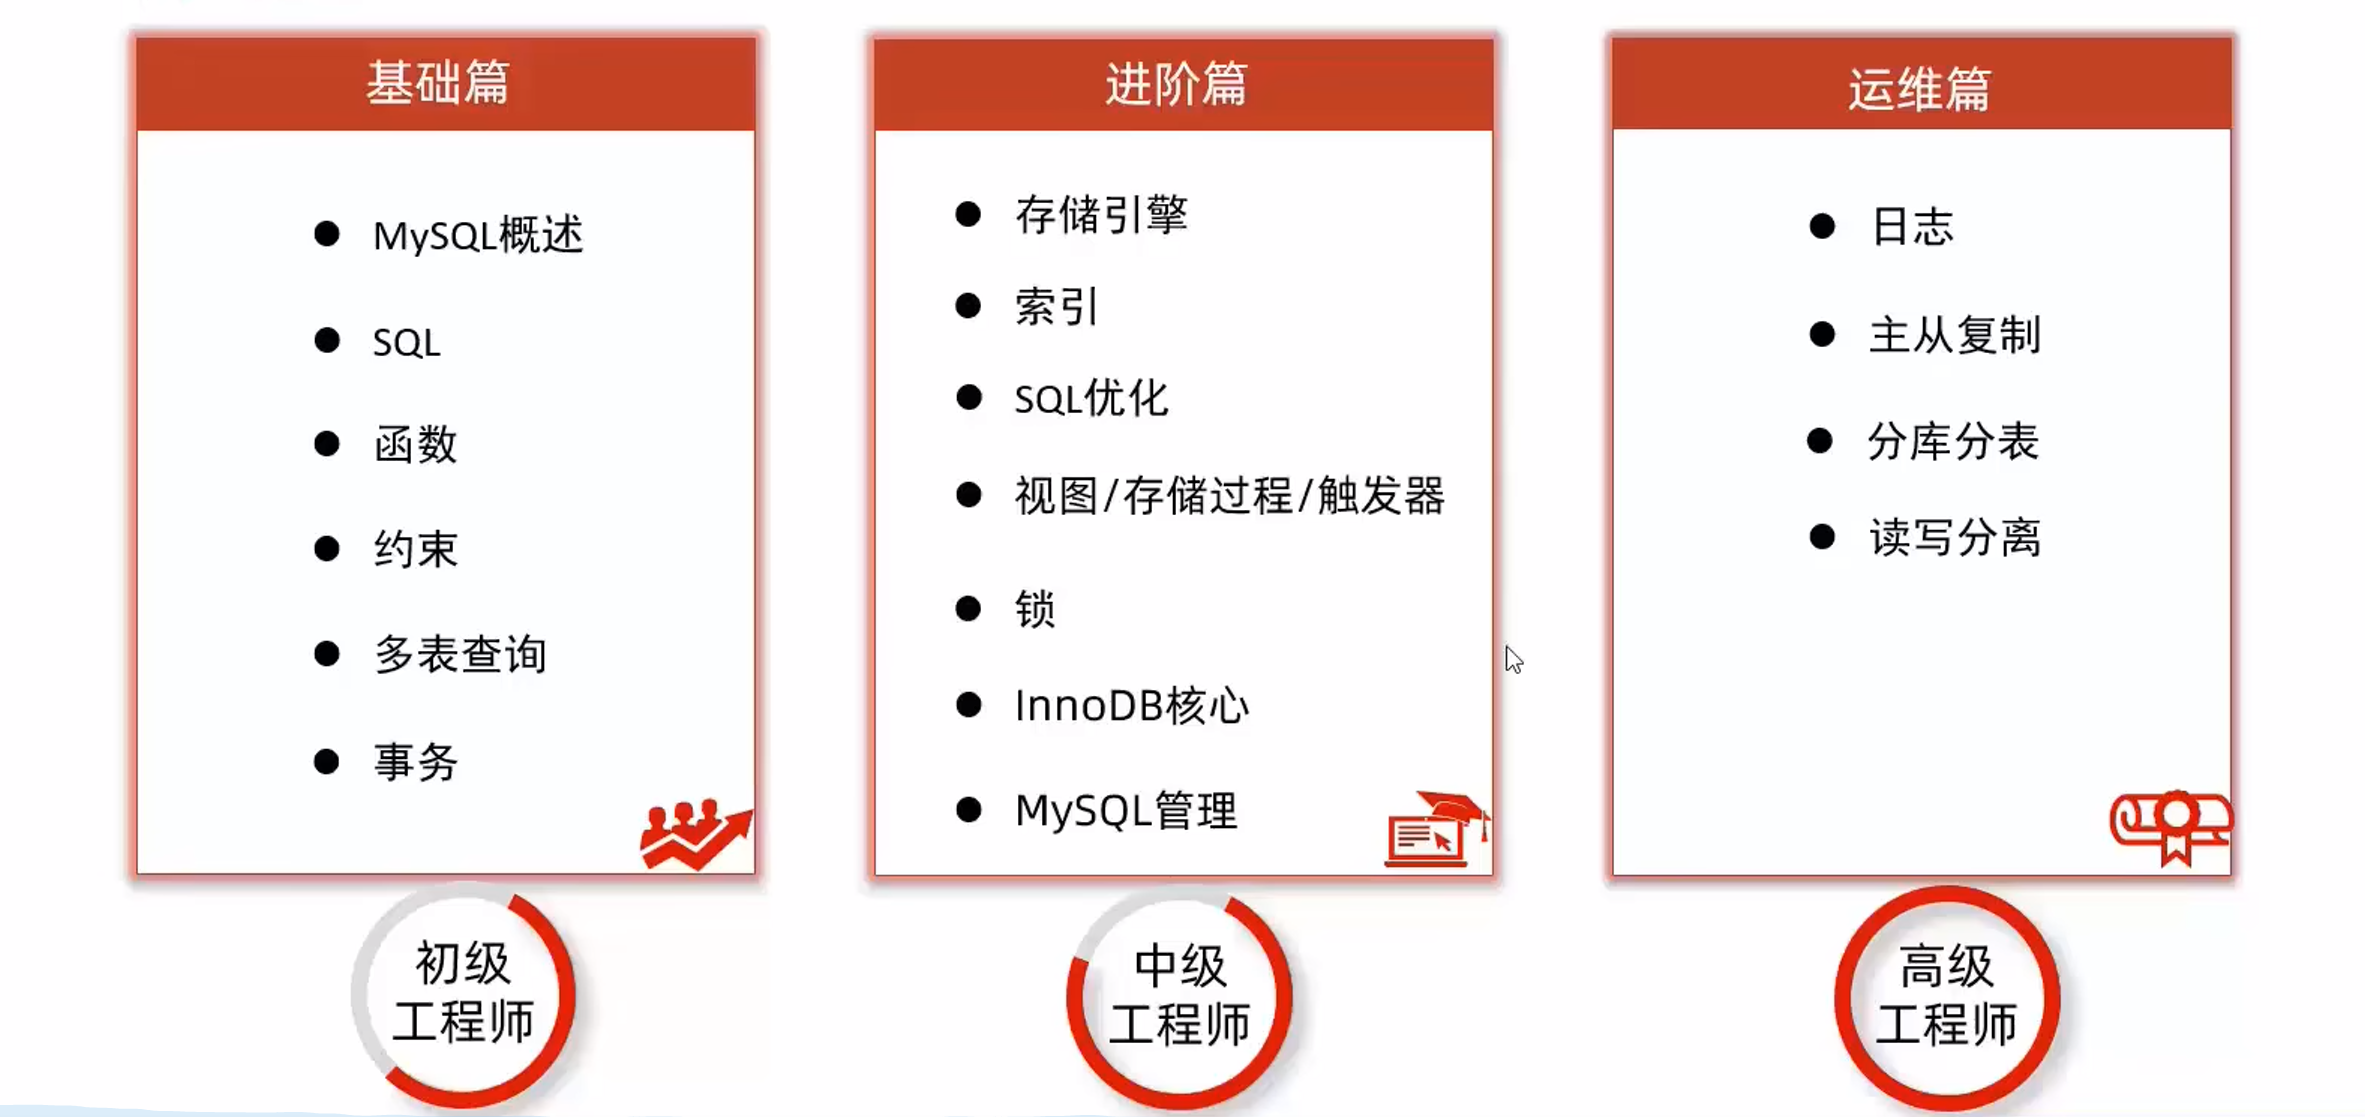 基础篇
MySQL概述
SQL
函数
约束
多表查询
事务
初级
工程师
进阶篇
存储引擎
索引
SQL优化
视图/存储过程/触发器
锁
InnoDB核心
MySQL管理
中级
工程师
运维篇
日志
主从复制
分库分表
读写分离
高级
工程师